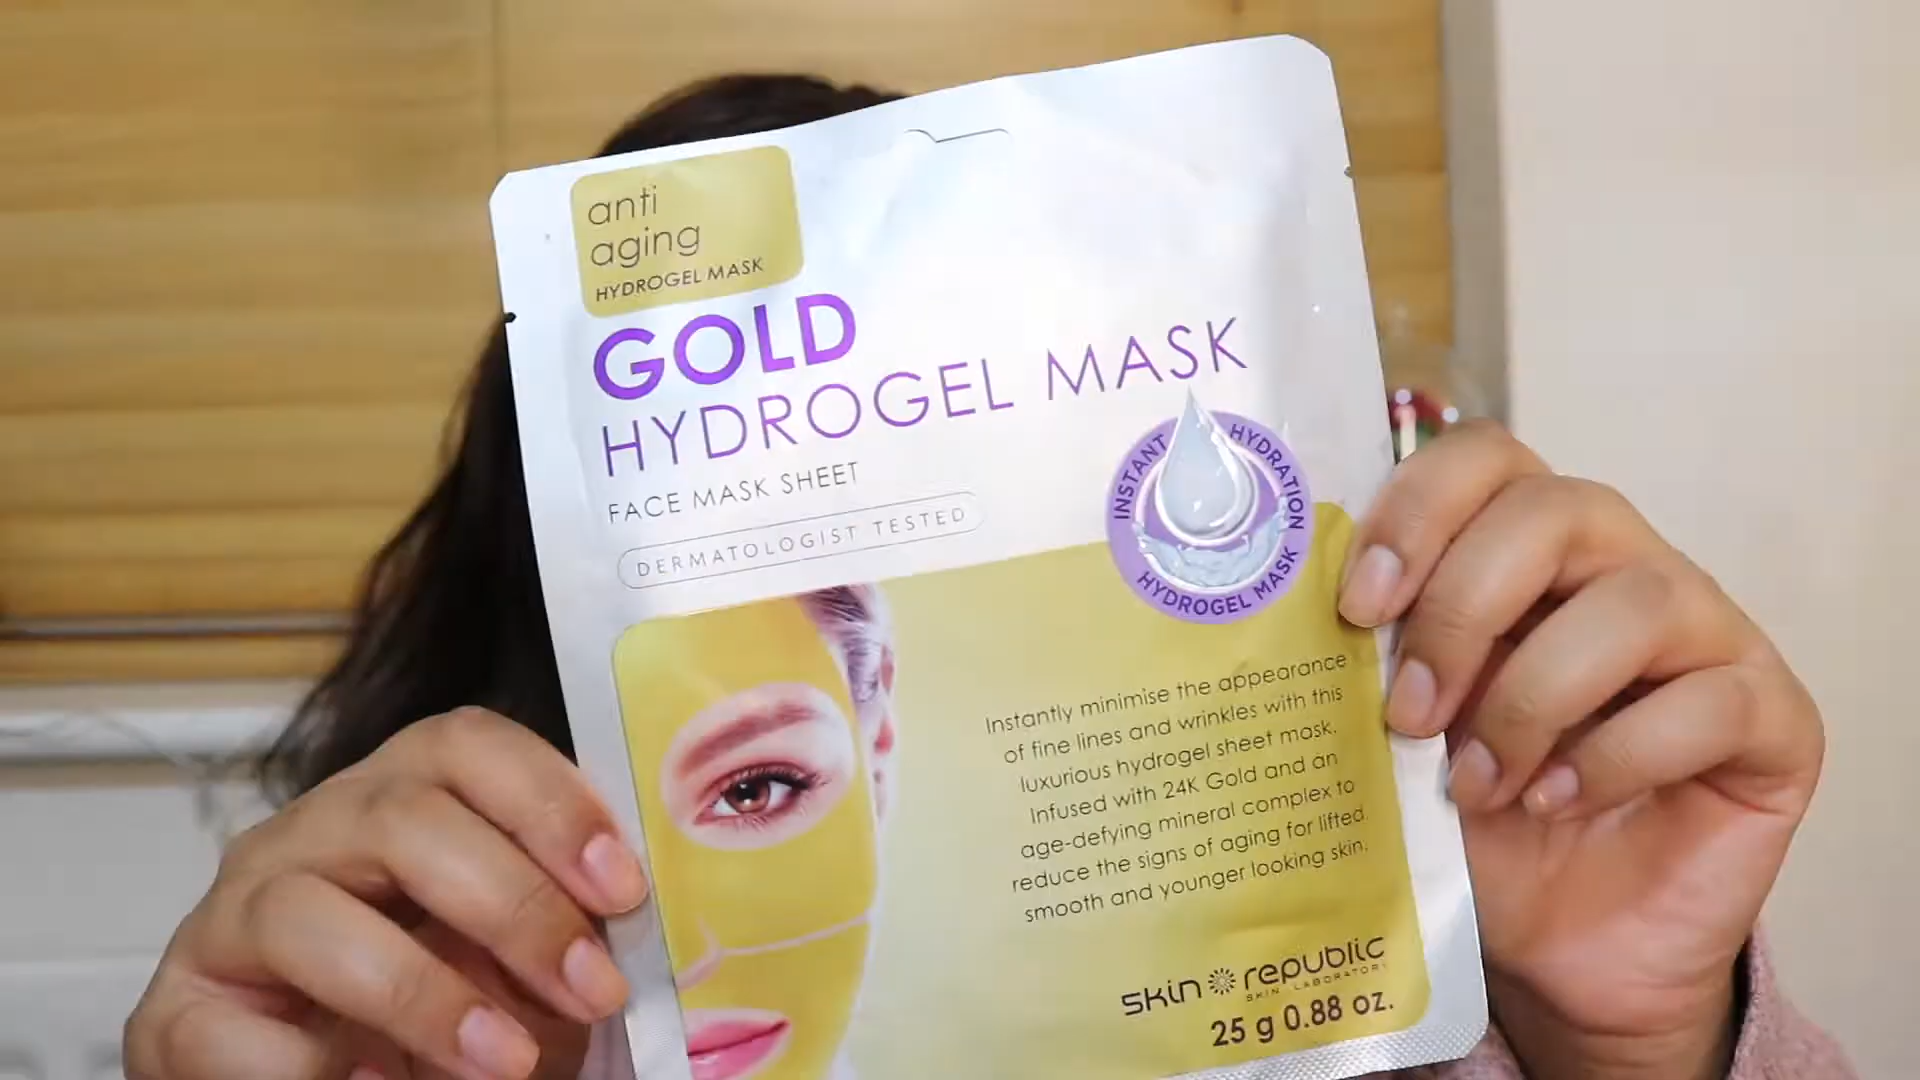 anti
aging
HYDROGEL MASK
GOLD
HYDROGEL MASK
FACE MASK SHEET
DERMATOLOGIST TESTED
INSTANT HYDRATION
HYDROGEL MASK
Instantly minimise the appearance
of fine lines and wrinkles with this
luxurious hydrogel sheet mask.
Infused with 24K Gold and an
age-defying mineral complex to
reduce the signs of aging for lifted,
smooth and younger looking skin.
skin republic
SKIN LABORATORY
25 g 0.88 oz.